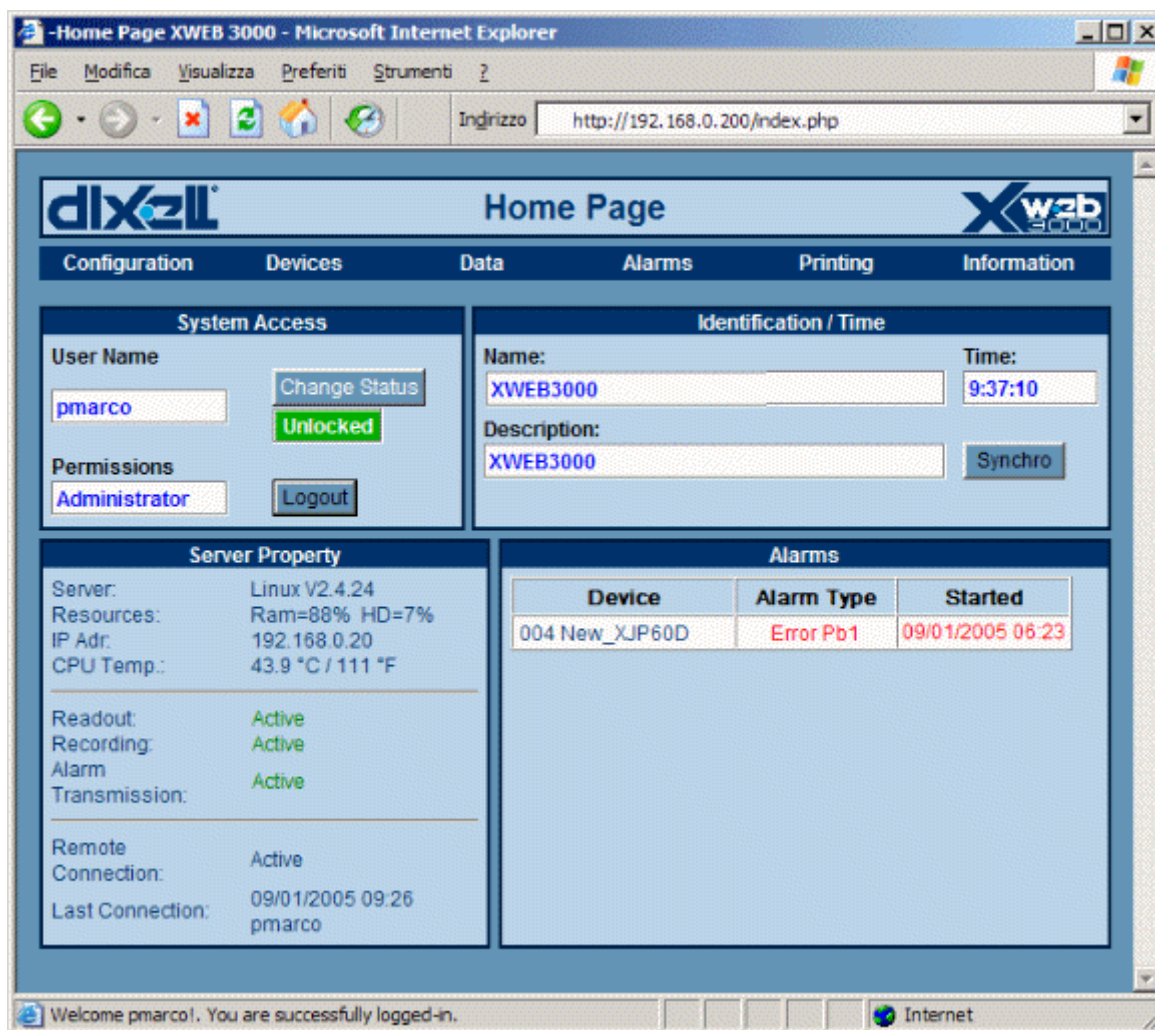 -Home Page XWEB 3000 - Microsoft Internet Explorer
File Modifica Visualizza Preferiti Strumenti ?
Indirizzo http://192.168.0.200/index.php
dixell Home Page Xweb 3000
Configuration Devices Data Alarms Printing Information
System Access
User Name
pmarco
Change Status
Unlocked
Permissions
Administrator
Logout
Identification / Time
Name: Time:
XWEB3000 9:37:10
Description:
XWEB3000 Synchro
Server Property
Server: Linux V2.4.24
Resources: Ram=88% HD=7%
IP Adr: 192.168.0.20
CPU Temp.: 43.9 °C / 111 °F
Readout: Active
Recording: Active
Alarm
Transmission: Active
Remote
Connection: Active
Last Connection: 09/01/2005 09:26
pmarco
Alarms
Device Alarm Type Started
004 New_XJP60D Error Pb1 09/01/2005 06:23
Welcome pmarco!. You are successfully logged-in.
Internet